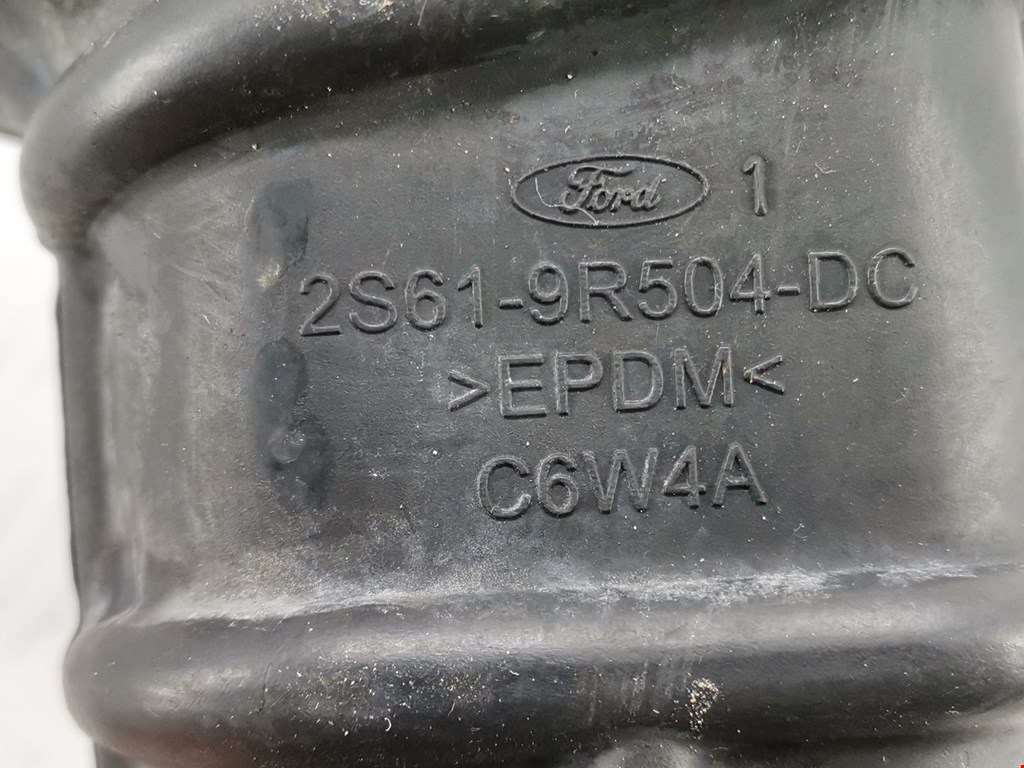 Ford 1
2S61-9R504-DC
>EPDM<
C6W4A